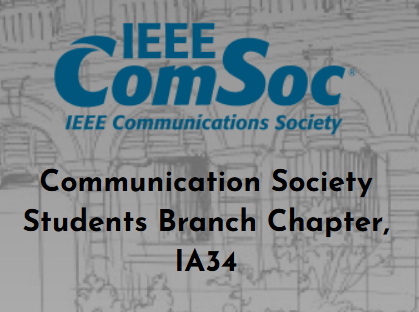 IEEE
ComSoc®
IEEE Communications Society
Communication Society
Students Branch Chapter,
IA34